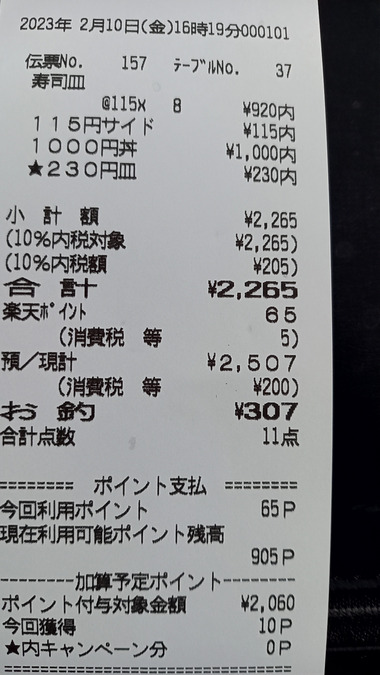 2023年 2月10日(金)16時19分000101
伝票No. 157 テーブルNo. 37
寿司皿
@115x 8 ¥920内
115円サイド ¥115内
1000円丼 ¥1,000内
★230円皿 ¥230内
小 計 額 ¥2,265
(10%内税対象 ¥2,265)
(10%内税額 ¥205)
合 計 ¥2,265
楽天ポイント 65
(消費税 等 5)
預/現計 ¥2,507
(消費税 等 ¥200)
お 釣 ¥307
合計点数 11点
======== ポイント支払 ========
今回利用ポイント 65P
現在利用可能ポイント残高
905P
--------加算予定ポイント--------
ポイント付与対象金額 ¥2,060
今回獲得 10P
★内キャンペーン分 0P
================================